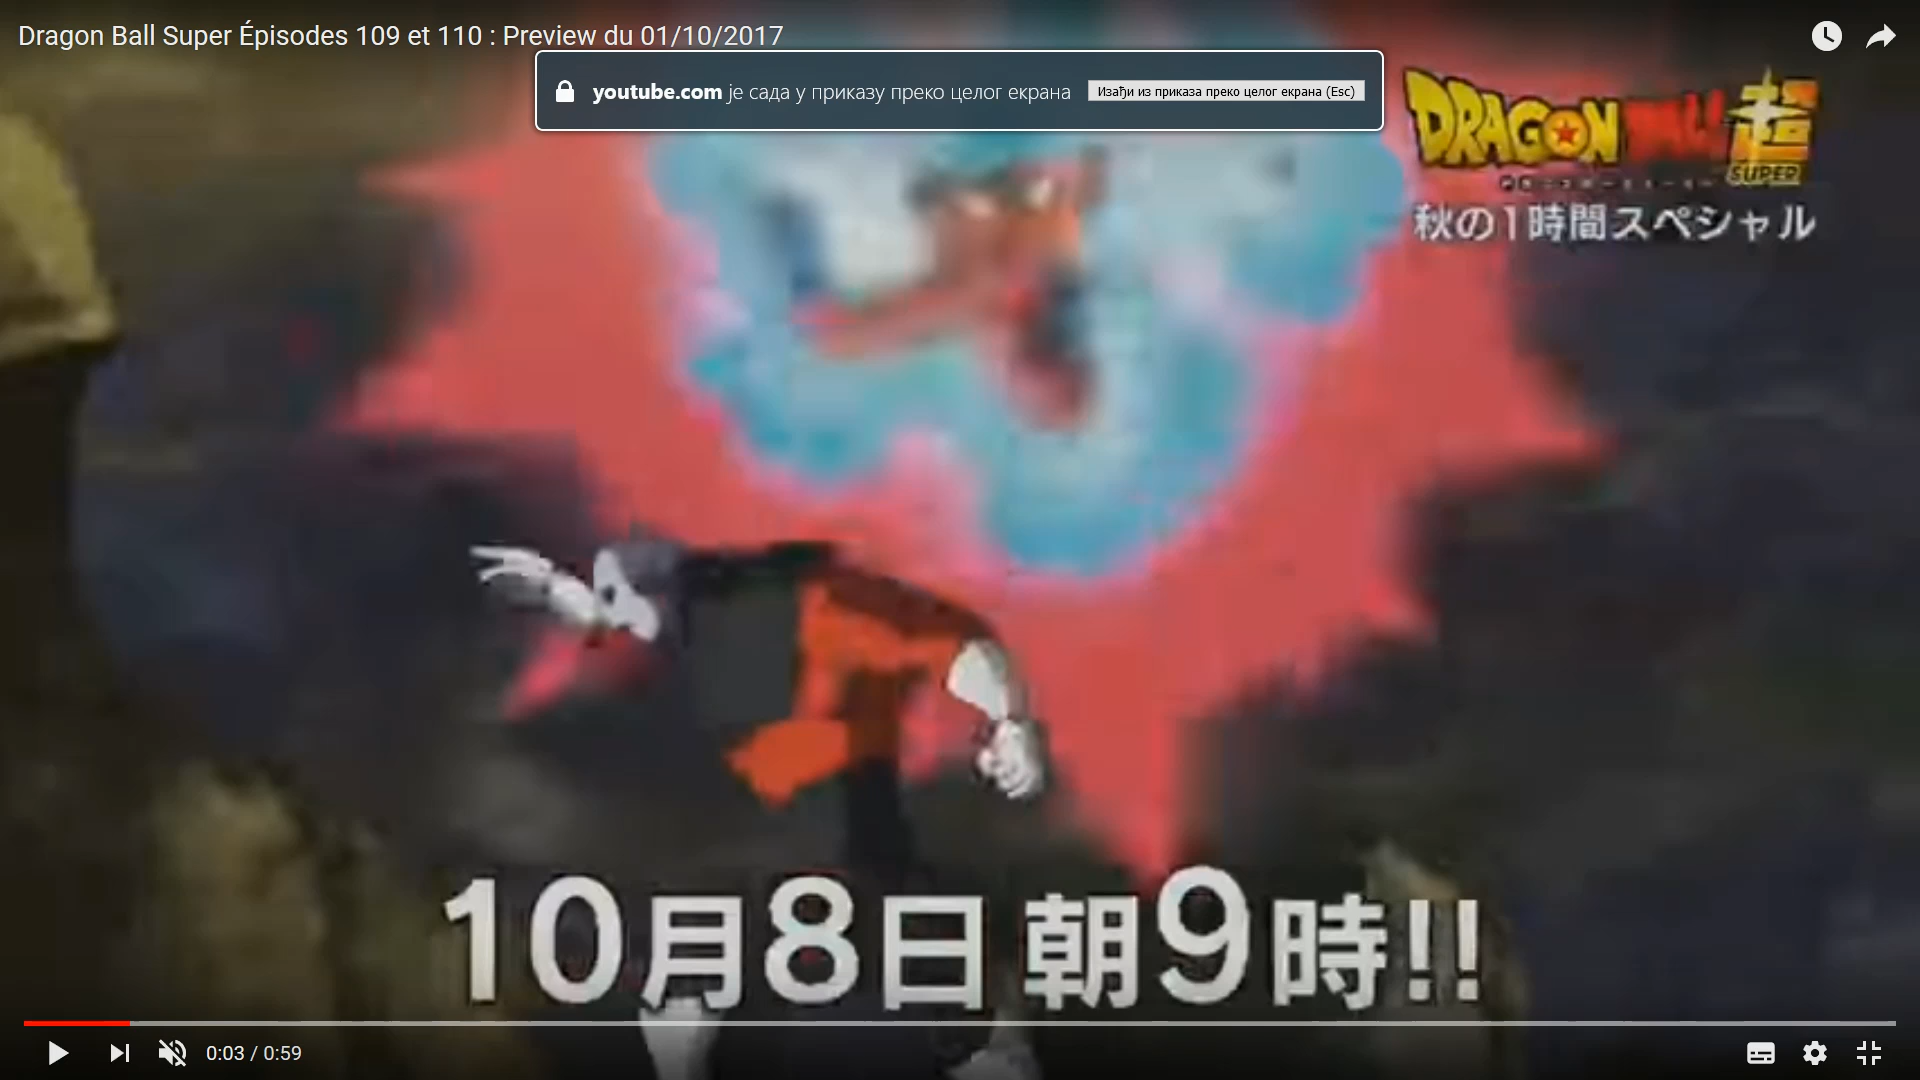 Dragon Ball Super Épisodes 109 et 110 : Preview du 01/10/2017
youtube.com је сада у приказу преко целог екрана
Изађи из приказа преко целог екрана (Esc)
DRAGON BALL 超
SUPER
秋の1時間スペシャル
10月8日 朝9時!!
0:03 / 0:59